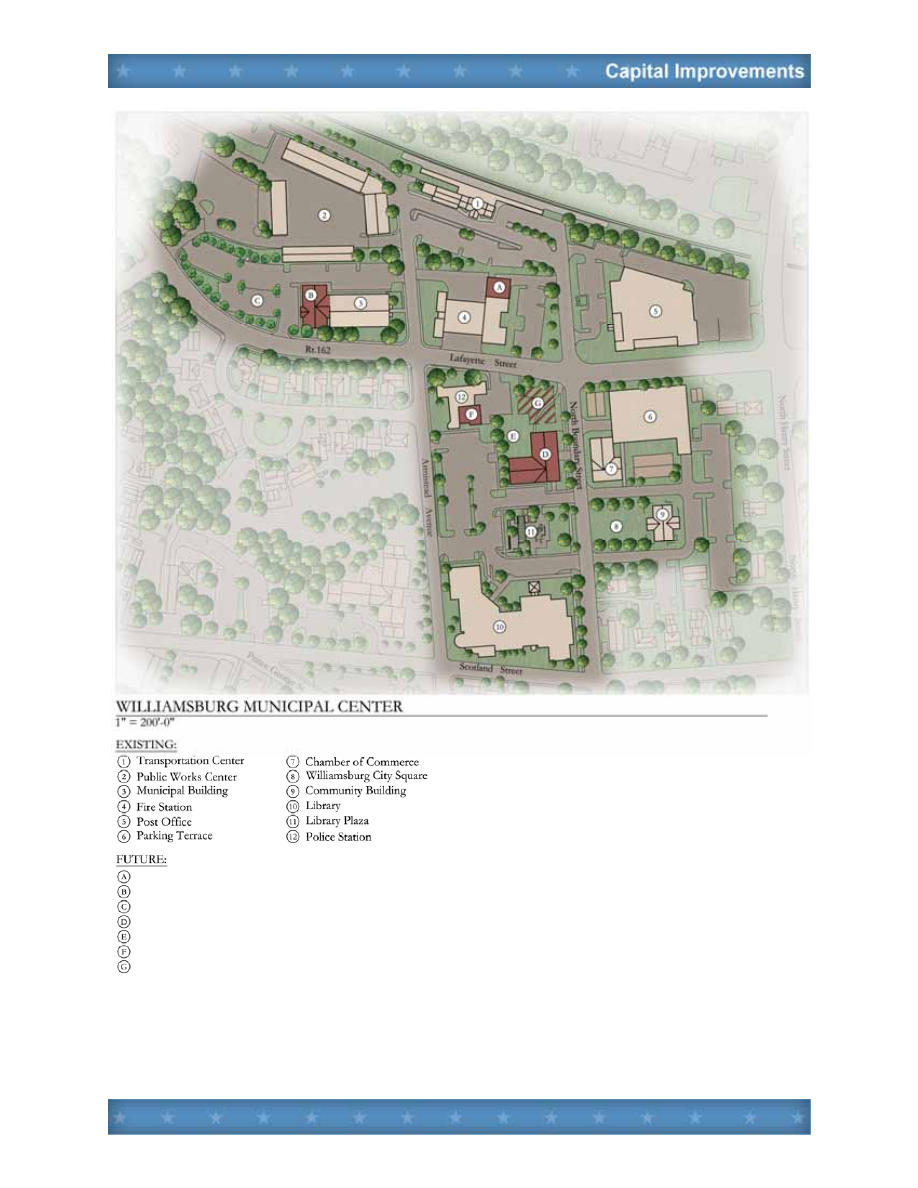 Capital Improvements
1
2
A
B
C
3
4
5
Rt.162
Lafayette Street
12
F
G
E
D
6
7
North Boundary Street
North Henry Street
Armistead Avenue
8
9
11
10
Scotland Street
WILLIAMSBURG MUNICIPAL CENTER
1" = 200'-0"
EXISTING:
1 Transportation Center
2 Public Works Center
3 Municipal Building
4 Fire Station
5 Post Office
6 Parking Terrace
7 Chamber of Commerce
8 Williamsburg City Square
9 Community Building
10 Library
11 Library Plaza
12 Police Station
FUTURE:
A
B
C
D
E
F
G